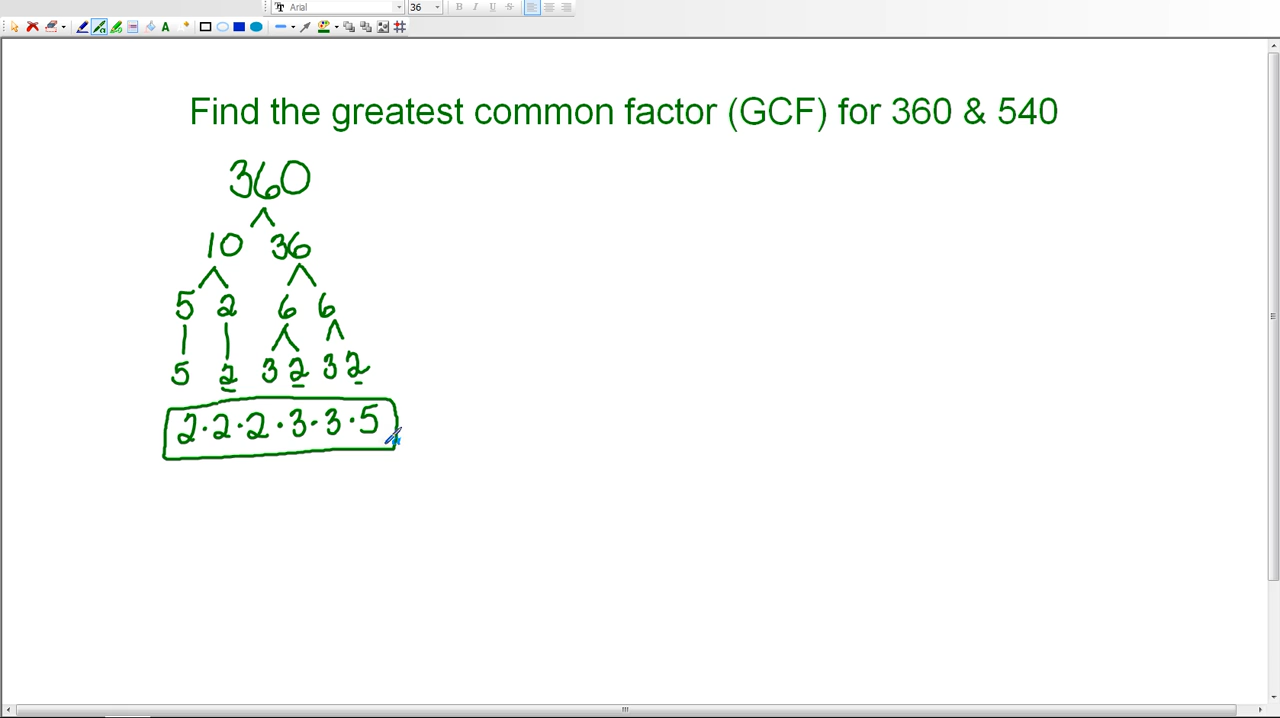 Arial 36 B I U S
A
Find the greatest common factor (GCF) for 360 & 540
360
10 36
5 2 6 6
5 2 3 2 3 2
2·2·2·3·3·5